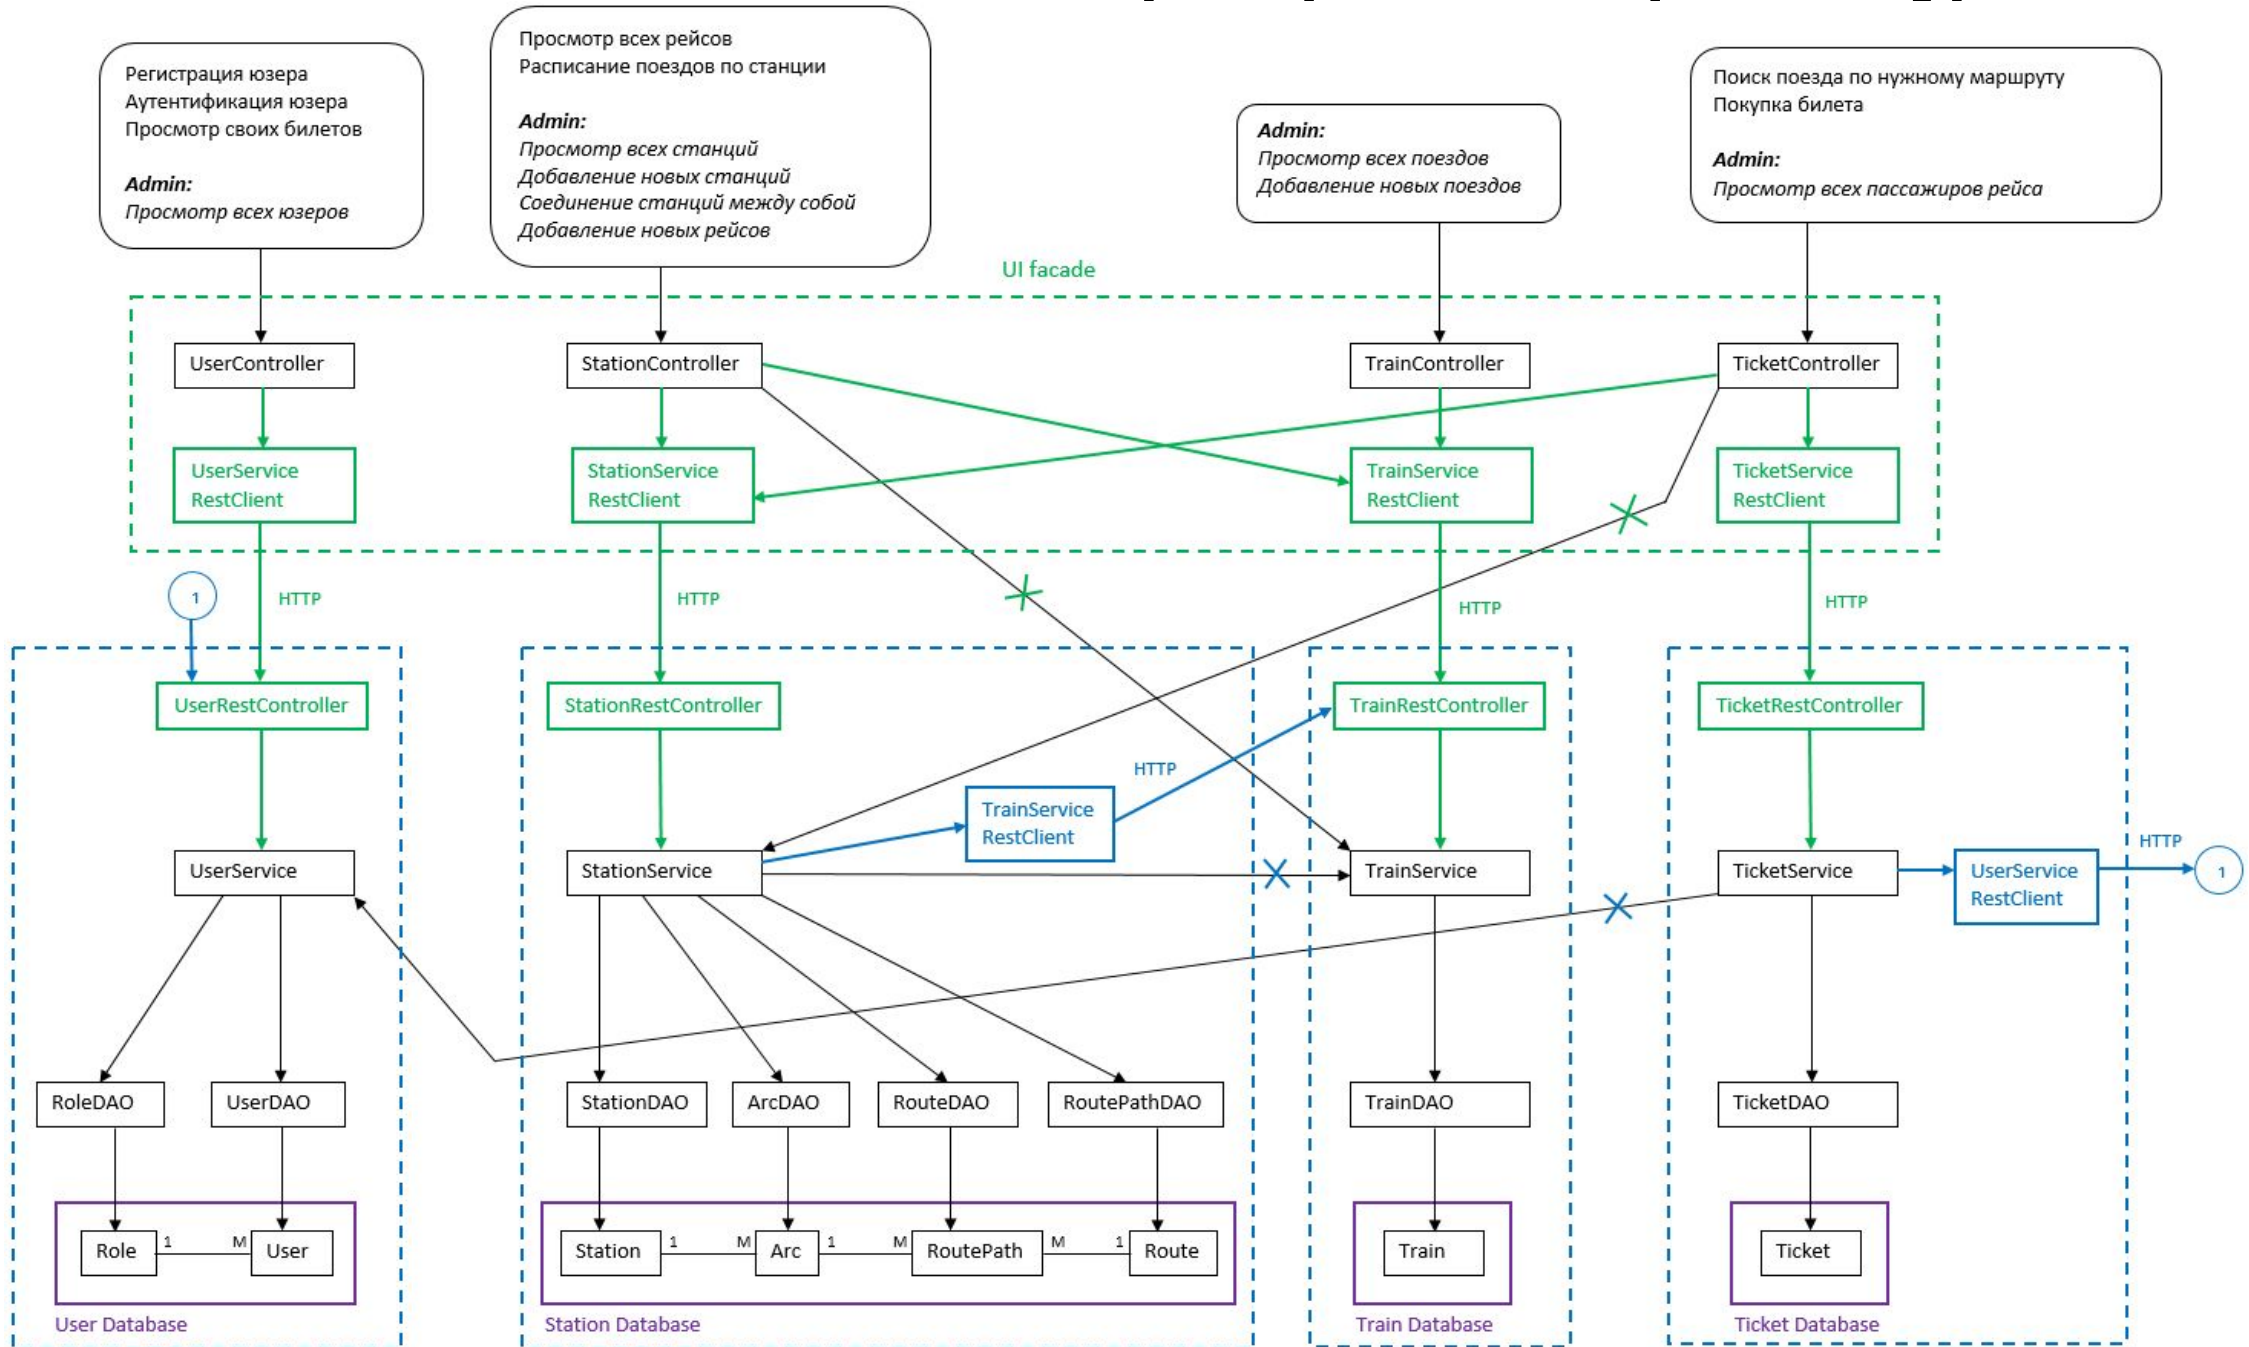 Регистрация юзера
Аутентификация юзера
Просмотр своих билетов
Admin:
Просмотр всех юзеров
Просмотр всех рейсов
Расписание поездов по станции
Admin:
Просмотр всех станций
Добавление новых станций
Соединение станций между собой
Добавление новых рейсов
Admin:
Просмотр всех поездов
Добавление новых поездов
Поиск поезда по нужному маршруту
Покупка билета
Admin:
Просмотр всех пассажиров рейса
UI facade
UserController
StationController
TrainController
TicketController
UserService
RestClient
StationService
RestClient
TrainService
RestClient
TicketService
RestClient
1
HTTP
HTTP
HTTP
HTTP
UserRestController
StationRestController
TrainRestController
TicketRestController
HTTP
TrainService
RestClient
UserService
StationService
TrainService
TicketService
UserService
RestClient
HTTP
1
RoleDAO
UserDAO
StationDAO
ArcDAO
RouteDAO
RoutePathDAO
TrainDAO
TicketDAO
Role
1
M
User
Station
1
M
Arc
1
M
RoutePath
M
1
Route
Train
Ticket
User Database
Station Database
Train Database
Ticket Database